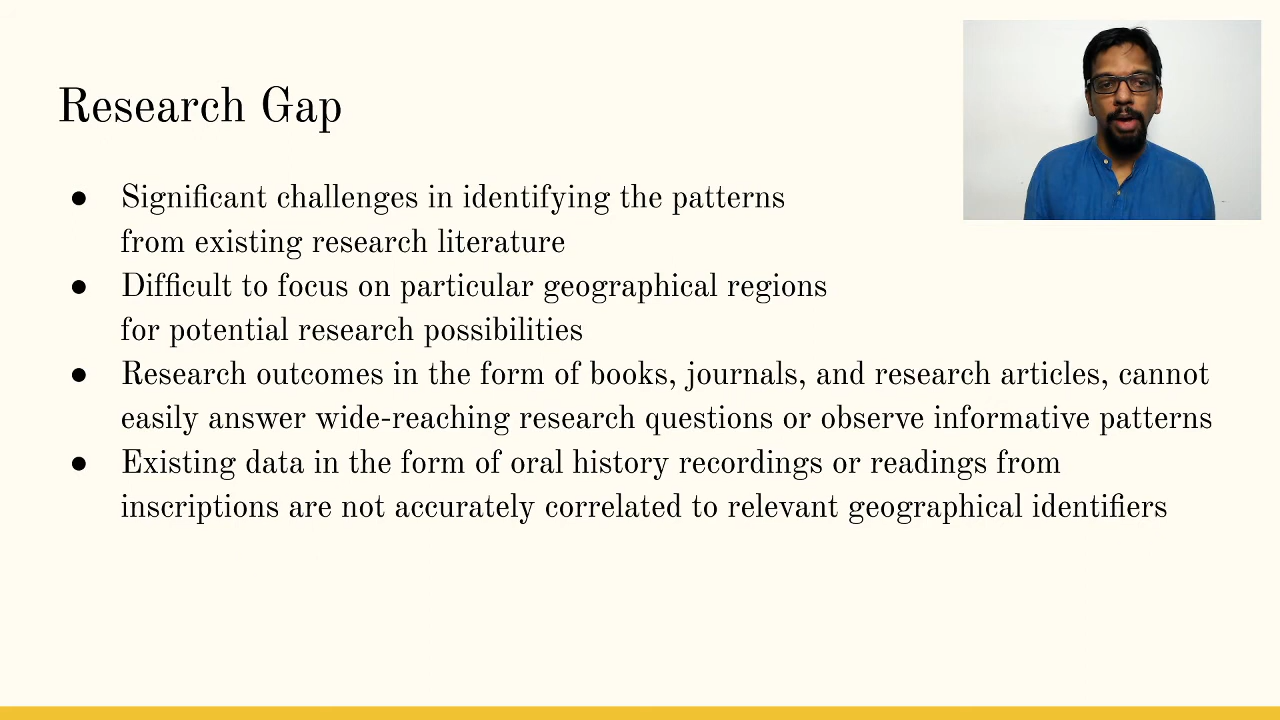 Research Gap
● Significant challenges in identifying the patterns
from existing research literature
● Difficult to focus on particular geographical regions
for potential research possibilities
● Research outcomes in the form of books, journals, and research articles, cannot
easily answer wide-reaching research questions or observe informative patterns
● Existing data in the form of oral history recordings or readings from
inscriptions are not accurately correlated to relevant geographical identifiers